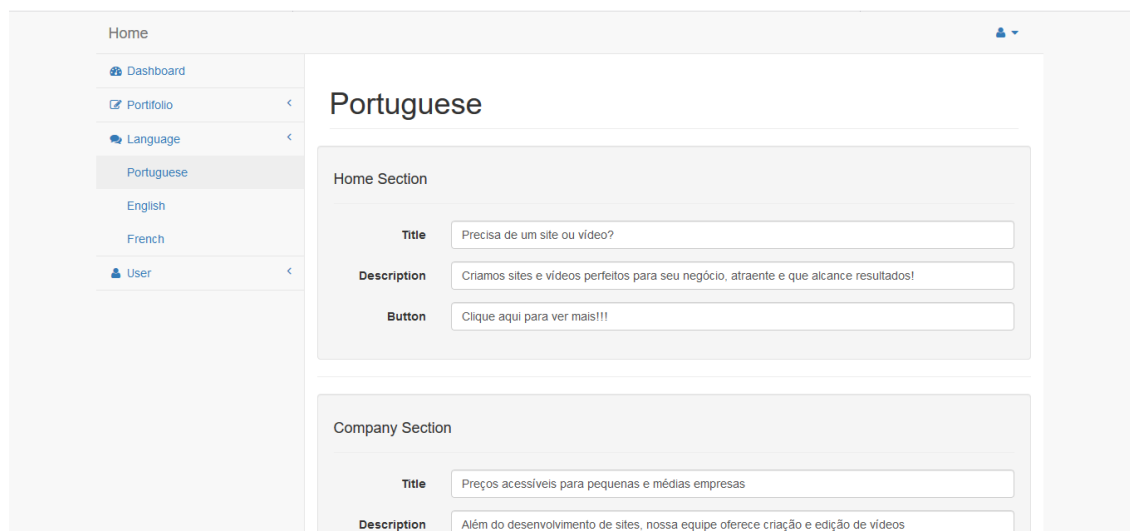 Home
Dashboard
Portifolio
Language
Portuguese
English
French
User
Portuguese
Home Section
Title Precisa de um site ou vídeo?
Description Criamos sites e vídeos perfeitos para seu negócio, atraente e que alcance resultados!
Button Clique aqui para ver mais!!!
Company Section
Title Preços acessíveis para pequenas e médias empresas
Description Além do desenvolvimento de sites, nossa equipe oferece criação e edição de vídeos